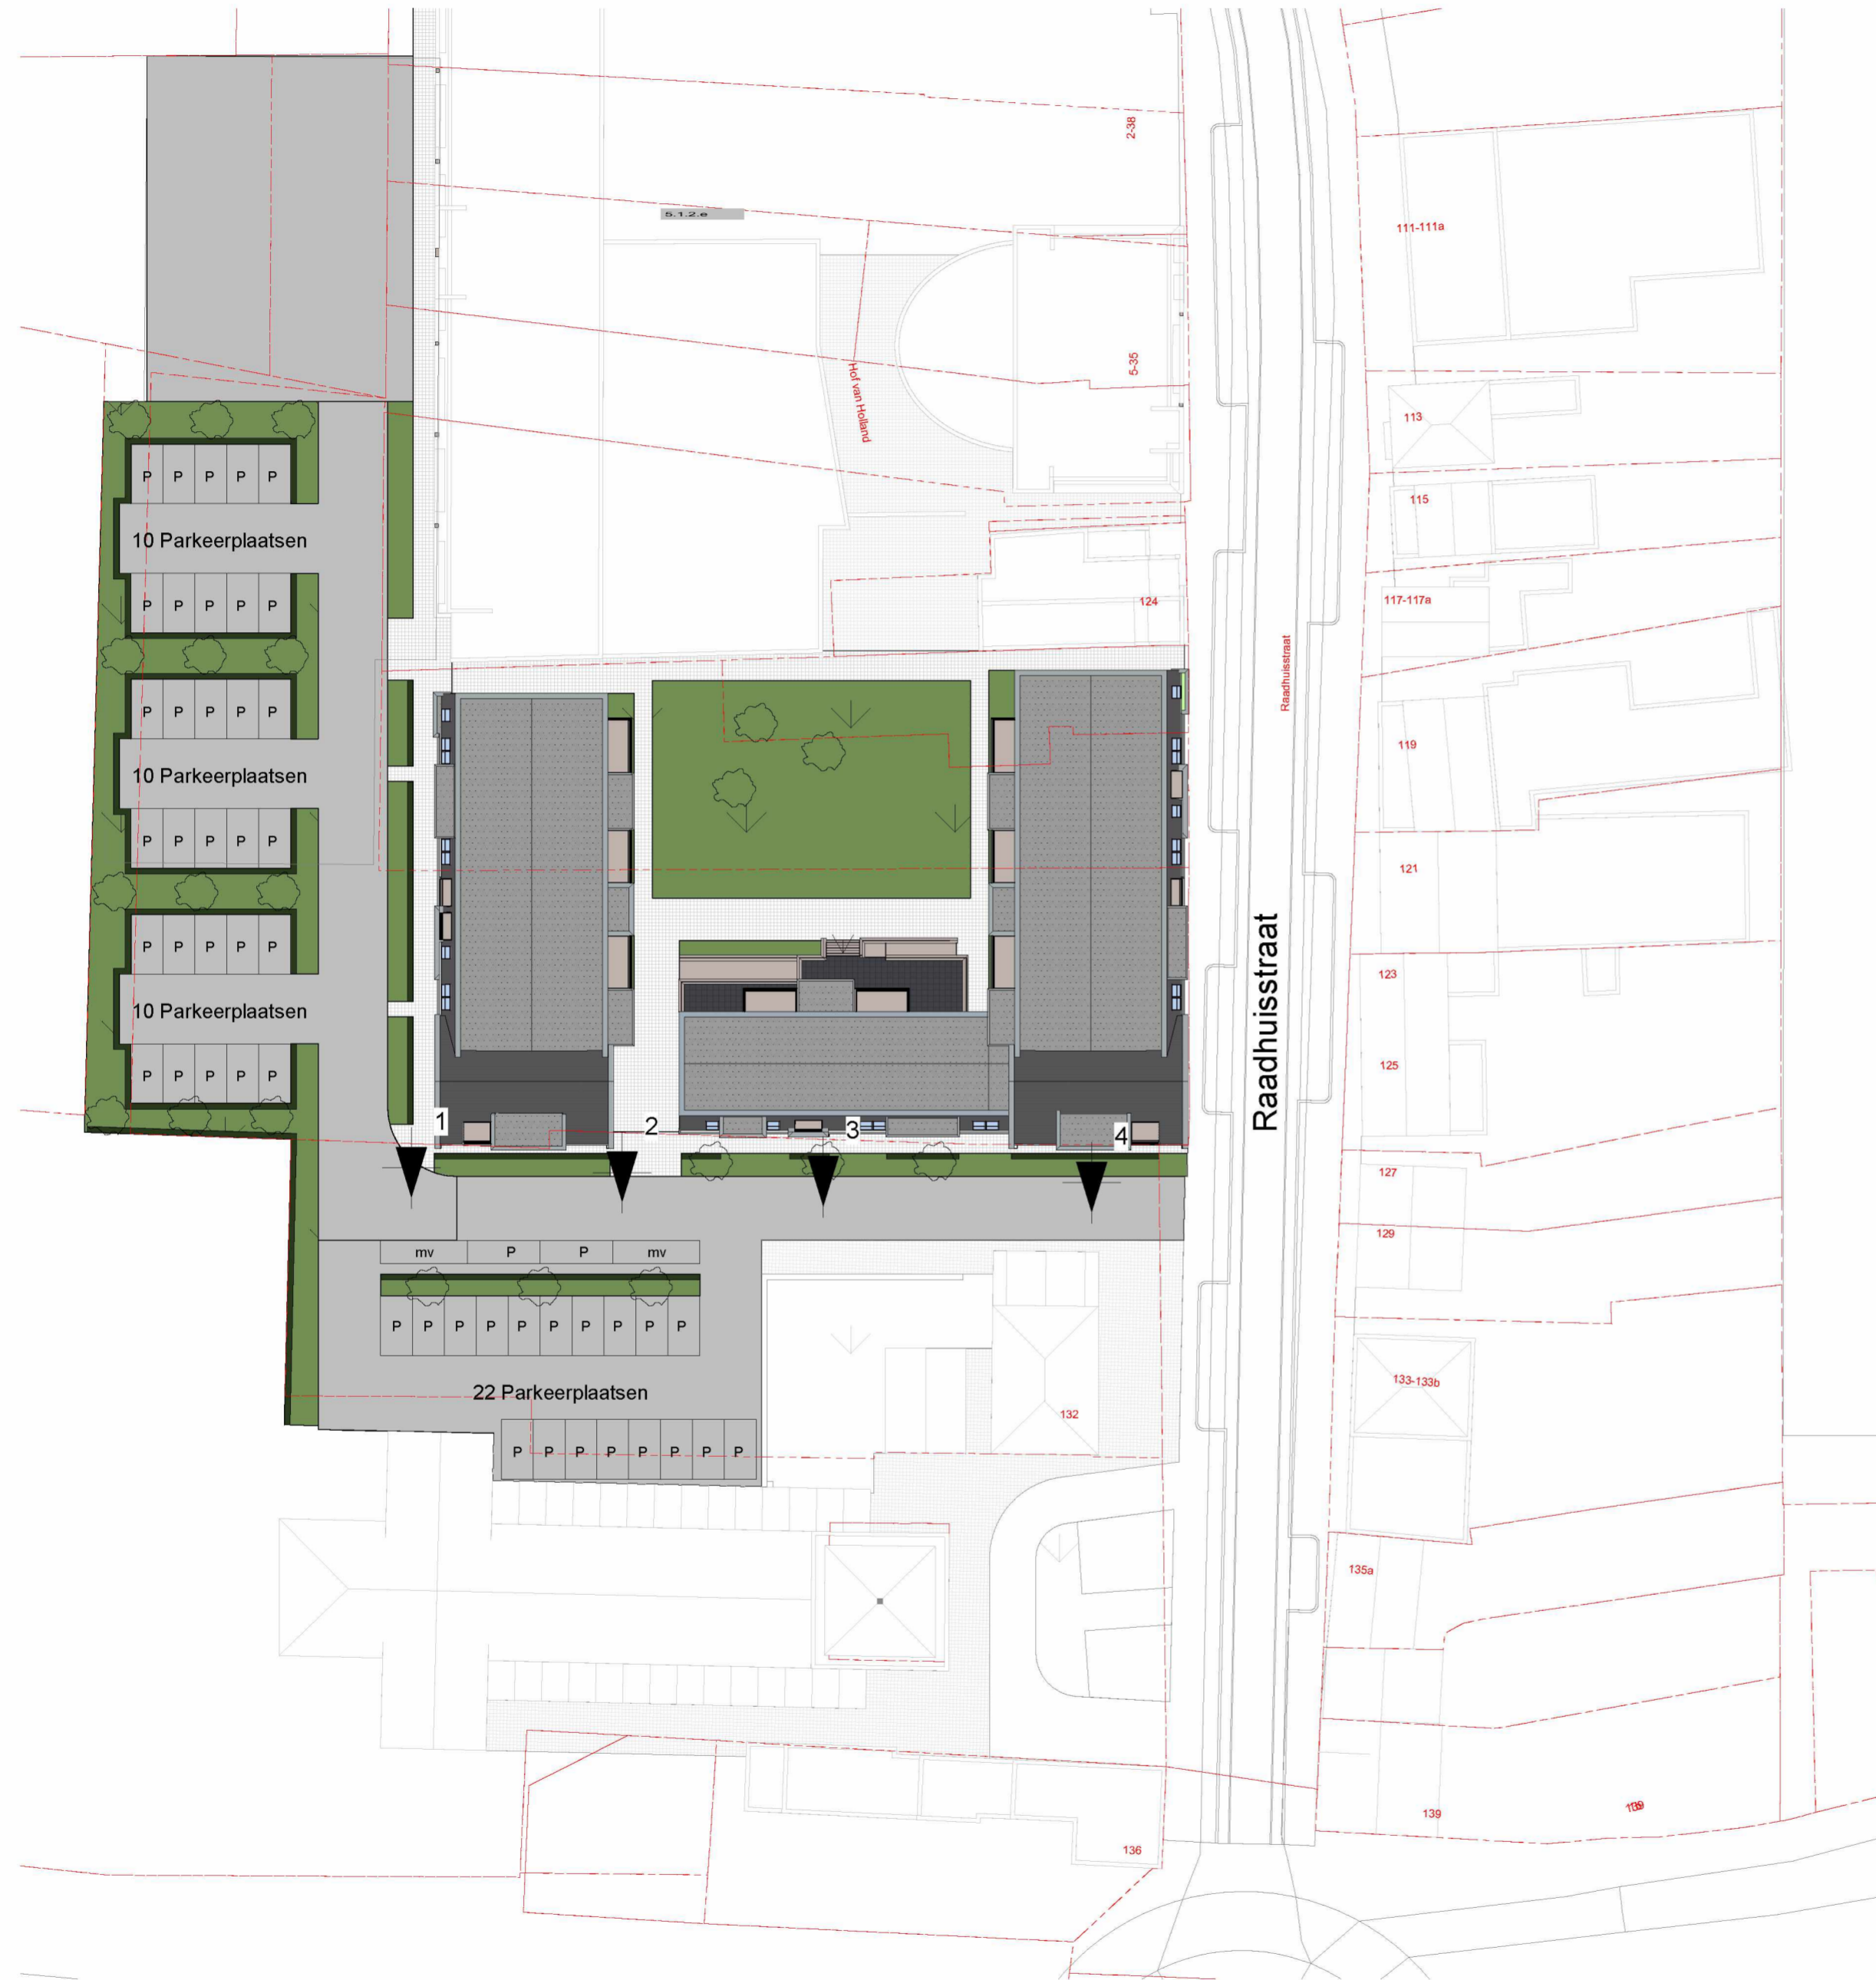 2-38
5.1.2.e
111-111a
5-35
Hof van Holland
113
P P P P P
115
10 Parkeerplaatsen
P P P P P
124
117-117a
Raadhuisstraat
P P P P P
119
10 Parkeerplaatsen
P P P P P
121
P P P P P
123
10 Parkeerplaatsen
Raadhuisstraat
P P P P P
125
1
2
3
4
127
129
mv P P mv
P P P P P P P P P P
22 Parkeerplaatsen
133-133b
132
P P P P P P P P
135a
139
136